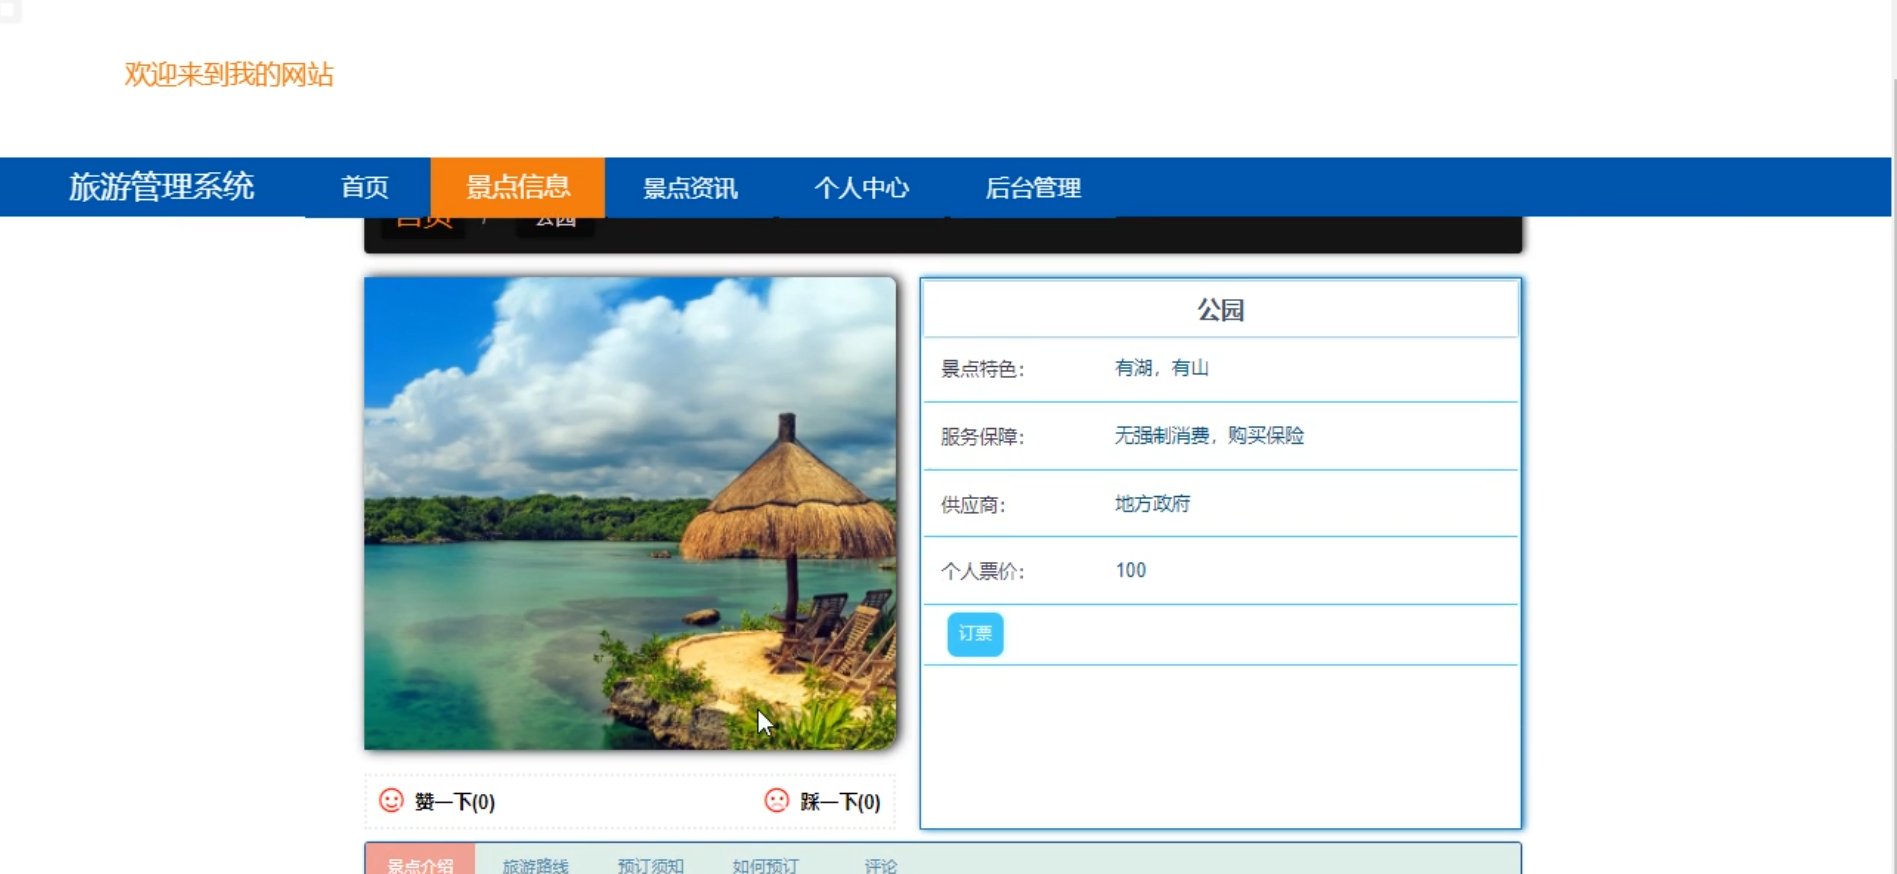 欢迎来到我的网站
旅游管理系统 首页 景点信息 景点资讯 个人中心 后台管理
首页 / 公园
公园
景点特色： 有湖，有山
服务保障： 无强制消费，购买保险
供应商： 地方政府
个人票价： 100
订票
赞一下(0) 踩一下(0)
景点介绍 旅游路线 预订须知 如何预订 评论